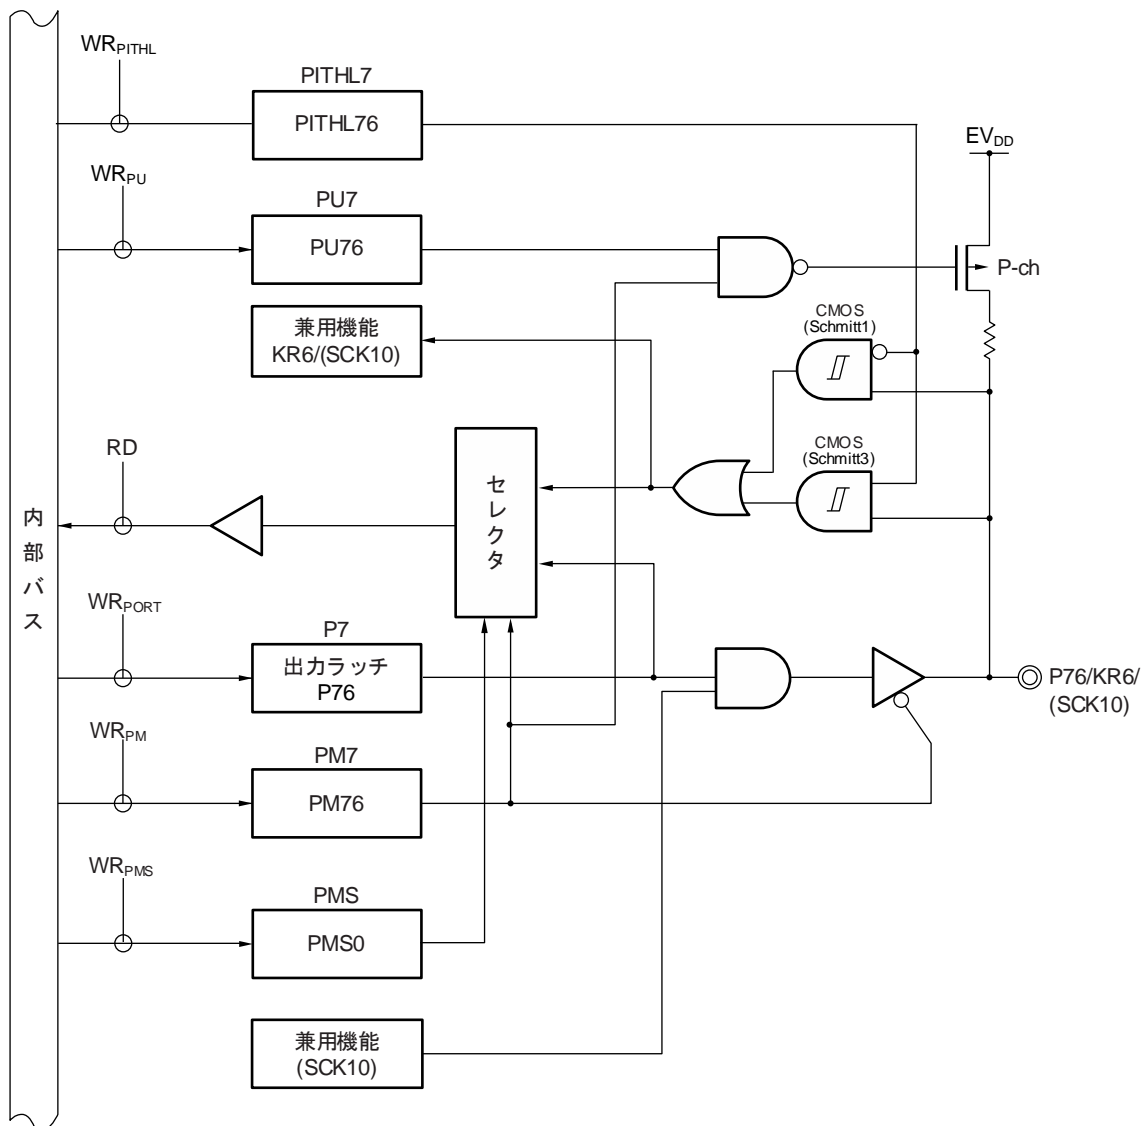 WRPITHL
PITHL7
PITHL76
EVDD
WRPU
PU7
PU76
P-ch
兼用機能
KR6/(SCK10)
CMOS
(Schmitt1)
RD
CMOS
(Schmitt3)
セレクタ
内部バス
WRPORT
P7
出力ラッチ
P76
P76/KR6/
(SCK10)
WRPM
PM7
PM76
WRPMS
PMS
PMS0
兼用機能
(SCK10)